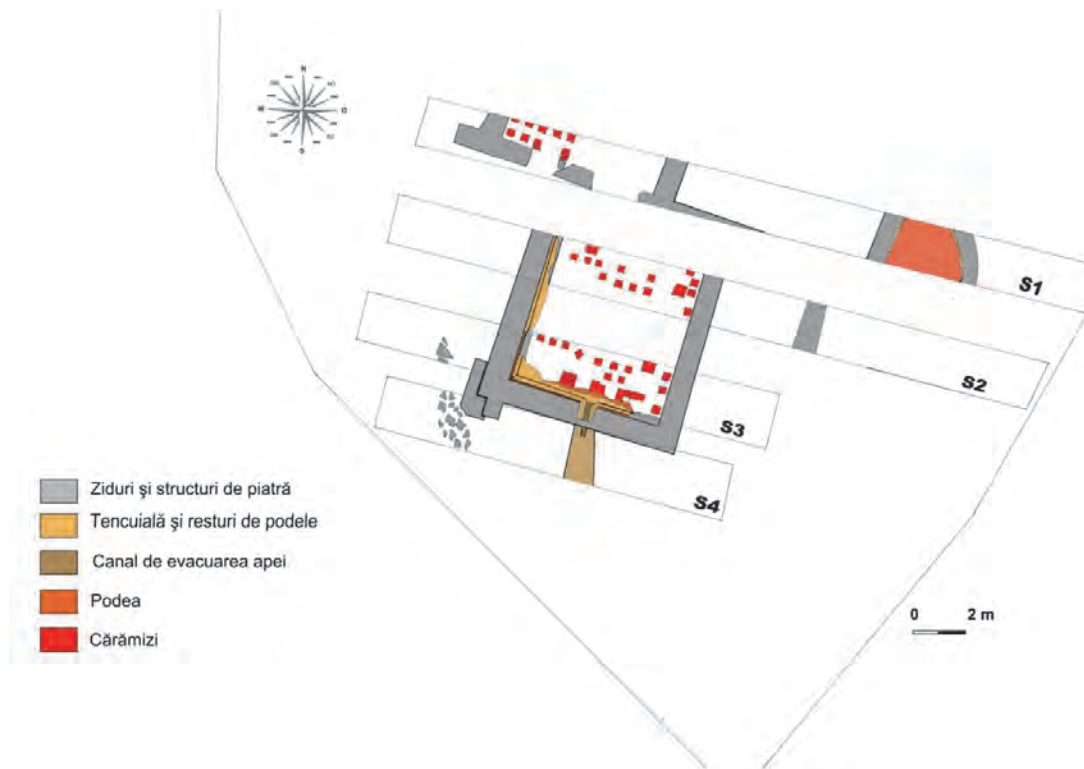 N
W
O
S
S1
S2
S3
S4
Ziduri şi structuri de piatră
Tencuială şi resturi de podele
Canal de evacuarea apei
Podea
Cărămizi
0 2 m